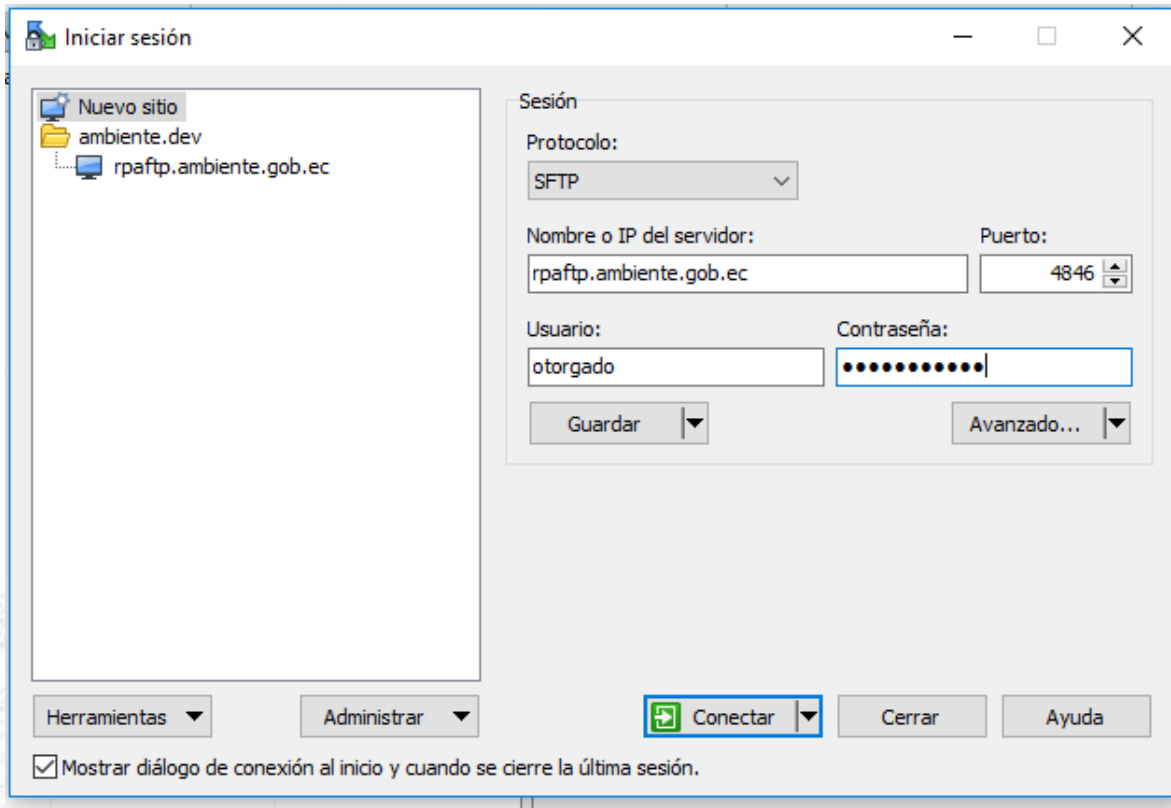 Iniciar sesión
Nuevo sitio
ambiente.dev
rpaftp.ambiente.gob.ec
Sesión
Protocolo:
SFTP
Nombre o IP del servidor: Puerto:
rpaftp.ambiente.gob.ec 4846
Usuario: Contraseña:
otorgado •••••••••••
Guardar Avanzado...
Herramientas Administrar Conectar Cerrar Ayuda
Mostrar diálogo de conexión al inicio y cuando se cierre la última sesión.